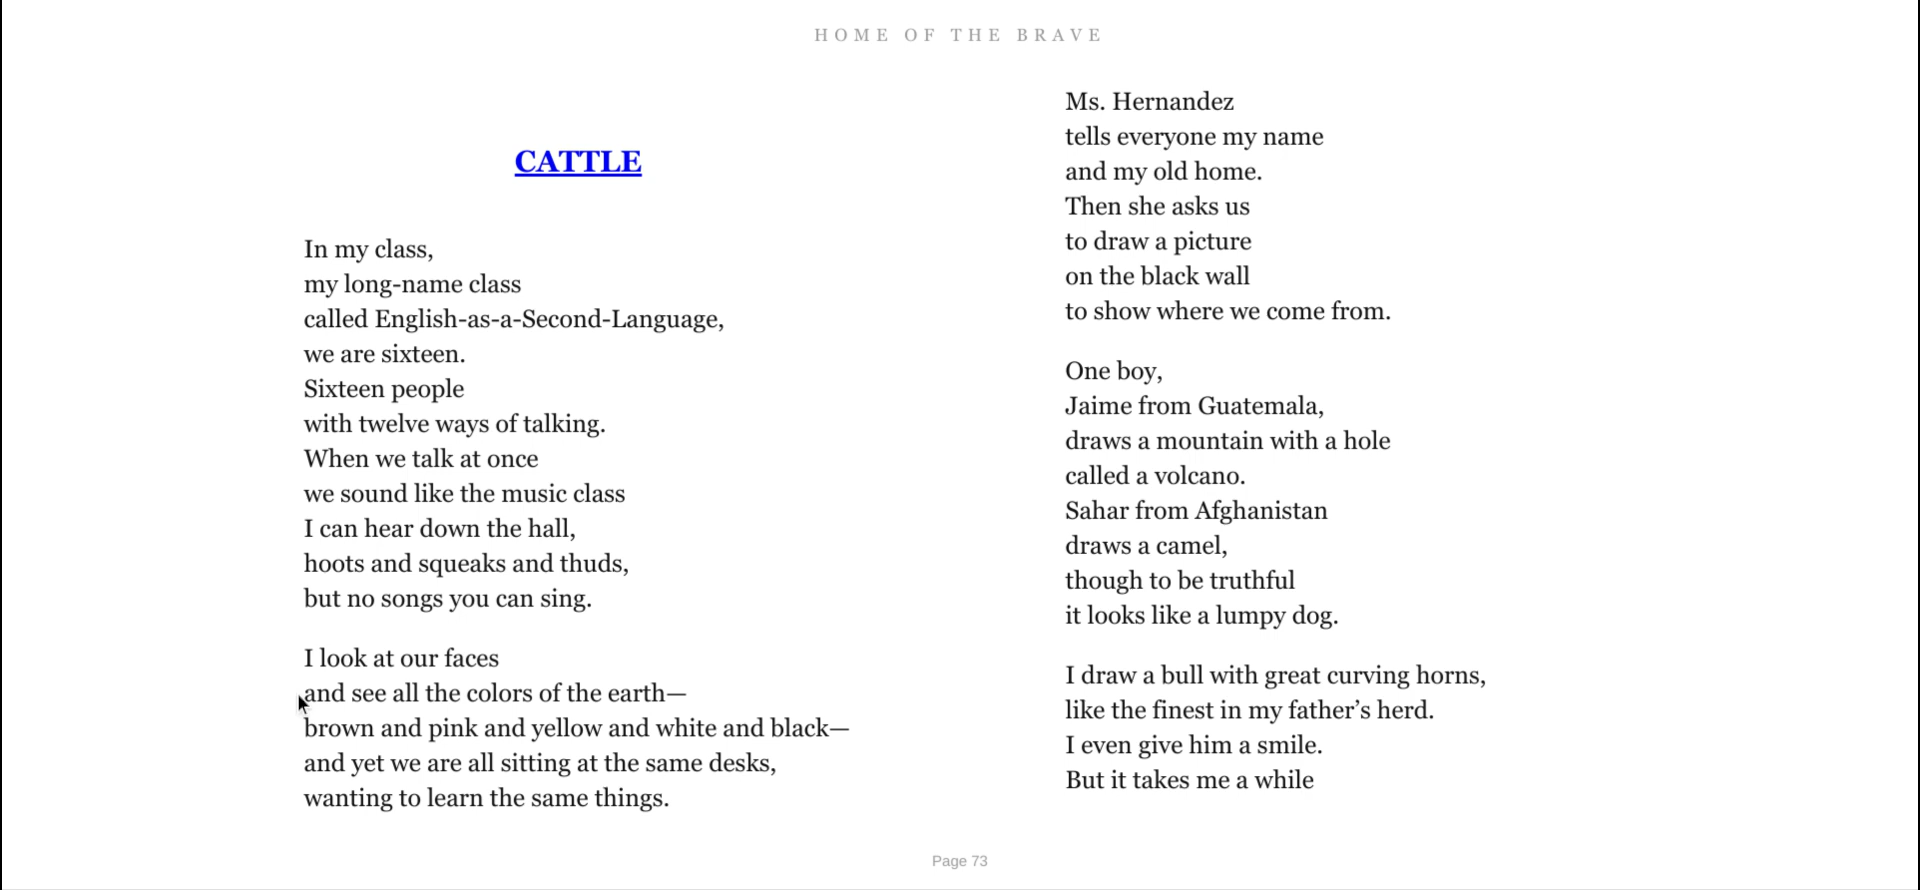 HOME OF THE BRAVE
CATTLE
In my class,
my long-name class
called English-as-a-Second-Language,
we are sixteen.
Sixteen people
with twelve ways of talking.
When we talk at once
we sound like the music class
I can hear down the hall,
hoots and squeaks and thuds,
but no songs you can sing.
I look at our faces
and see all the colors of the earth—
brown and pink and yellow and white and black—
and yet we are all sitting at the same desks,
wanting to learn the same things.
Ms. Hernandez
tells everyone my name
and my old home.
Then she asks us
to draw a picture
on the black wall
to show where we come from.
One boy,
Jaime from Guatemala,
draws a mountain with a hole
called a volcano.
Sahar from Afghanistan
draws a camel,
though to be truthful
it looks like a lumpy dog.
I draw a bull with great curving horns,
like the finest in my father’s herd.
I even give him a smile.
But it takes me a while
Page 73